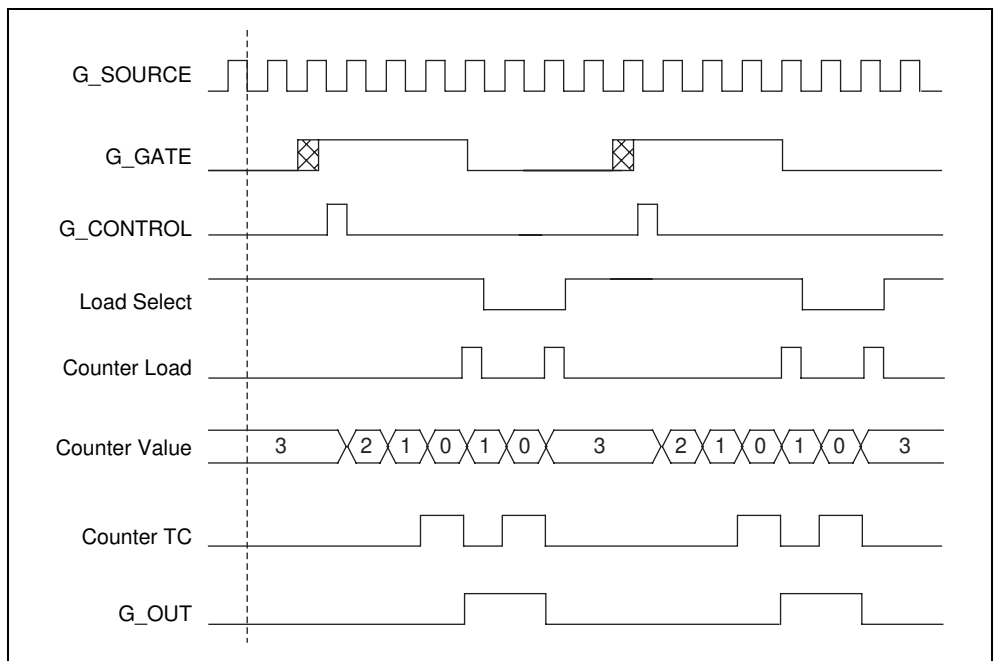 G_SOURCE
G_GATE
G_CONTROL
Load Select
Counter Load
Counter Value 3 2 1 0 1 0 3 2 1 0 1 0 3
Counter TC
G_OUT